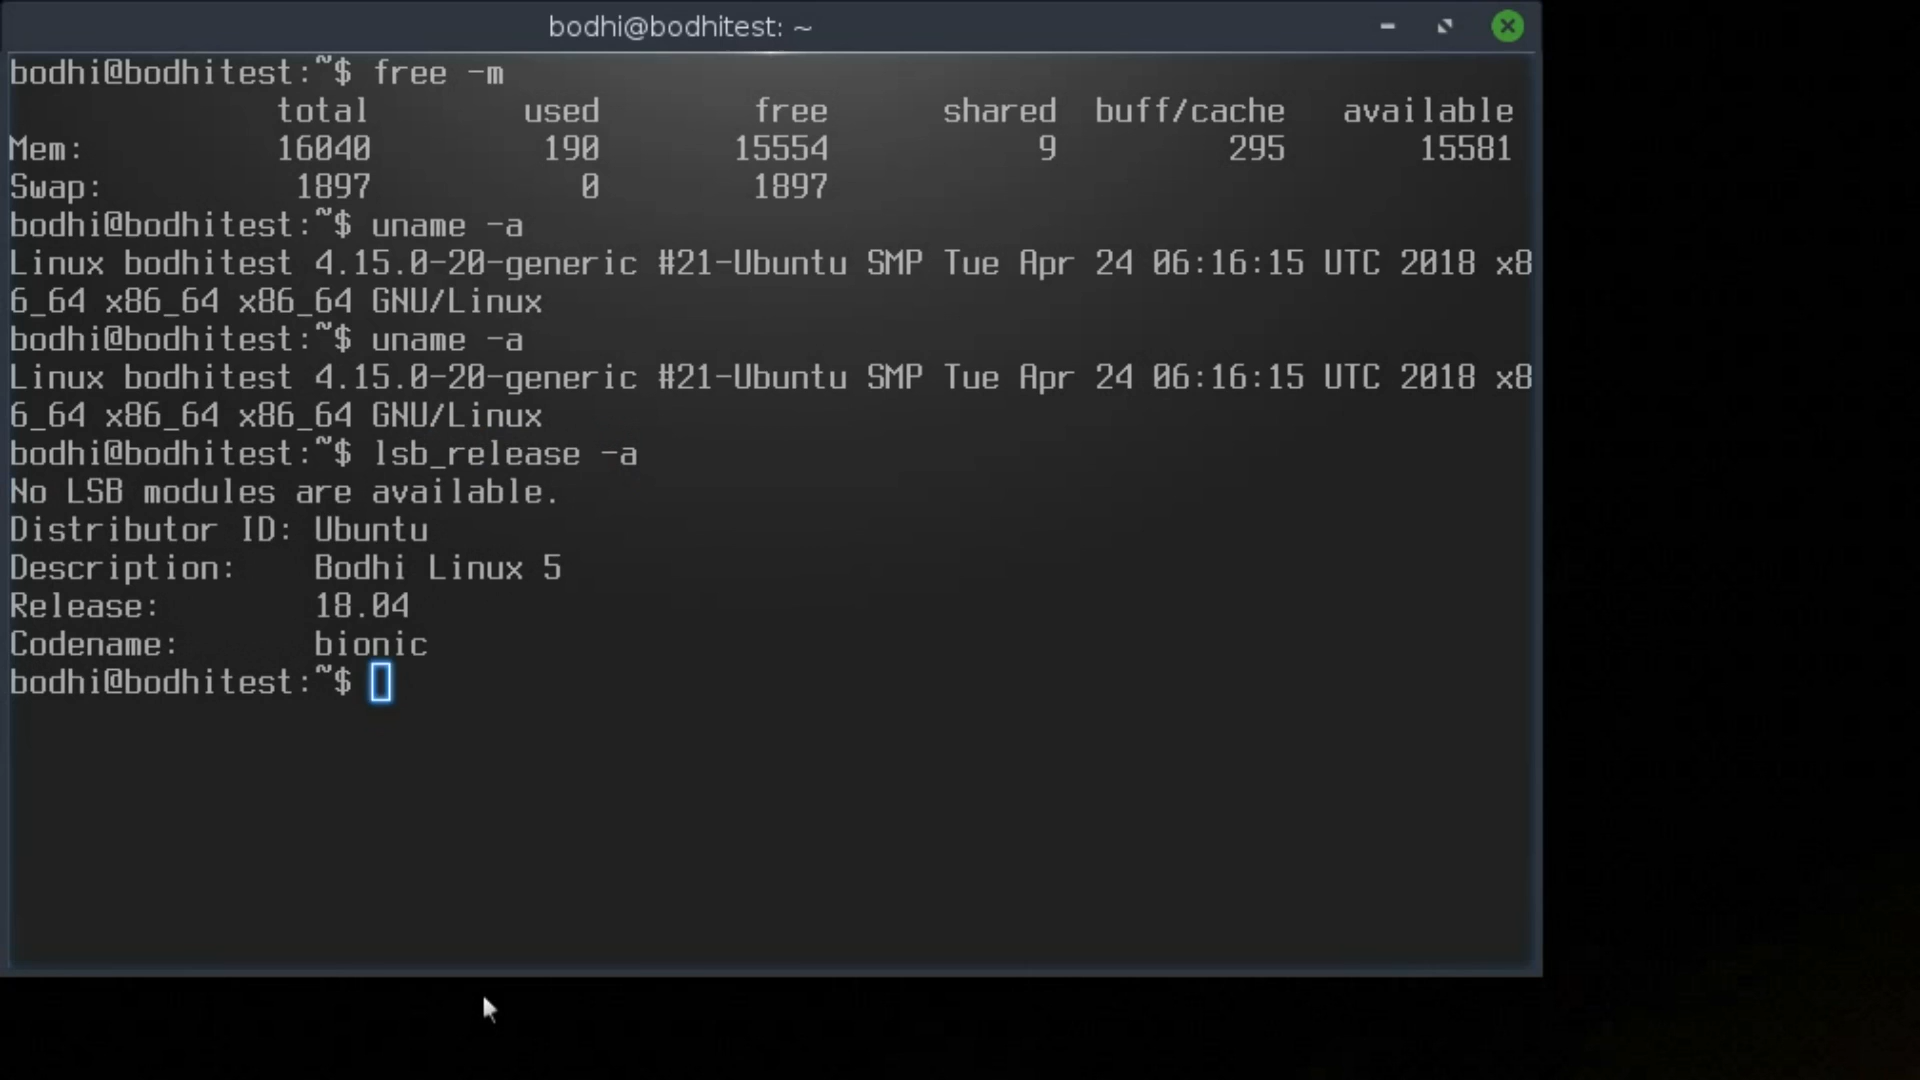 bodhi@bodhitest: ~
bodhi@bodhitest:~$ free -m
total used free shared buff/cache available
Mem: 16040 190 15554 9 295 15581
Swap: 1897 0 1897
bodhi@bodhitest:~$ uname -a
Linux bodhitest 4.15.0-20-generic #21-Ubuntu SMP Tue Apr 24 06:16:15 UTC 2018 x8
6_64 x86_64 x86_64 GNU/Linux
bodhi@bodhitest:~$ uname -a
Linux bodhitest 4.15.0-20-generic #21-Ubuntu SMP Tue Apr 24 06:16:15 UTC 2018 x8
6_64 x86_64 x86_64 GNU/Linux
bodhi@bodhitest:~$ lsb_release -a
No LSB modules are available.
Distributor ID: Ubuntu
Description: Bodhi Linux 5
Release: 18.04
Codename: bionic
bodhi@bodhitest:~$